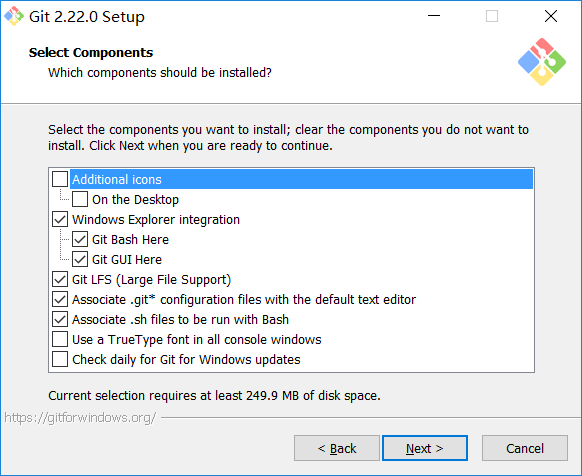 Git 2.22.0 Setup
Select Components
Which components should be installed?
Select the components you want to install; clear the components you do not want to
install. Click Next when you are ready to continue.
Additional icons
On the Desktop
Windows Explorer integration
Git Bash Here
Git GUI Here
Git LFS (Large File Support)
Associate .git* configuration files with the default text editor
Associate .sh files to be run with Bash
Use a TrueType font in all console windows
Check daily for Git for Windows updates
Current selection requires at least 249.9 MB of disk space.
https://gitforwindows.org/
< Back
Next >
Cancel